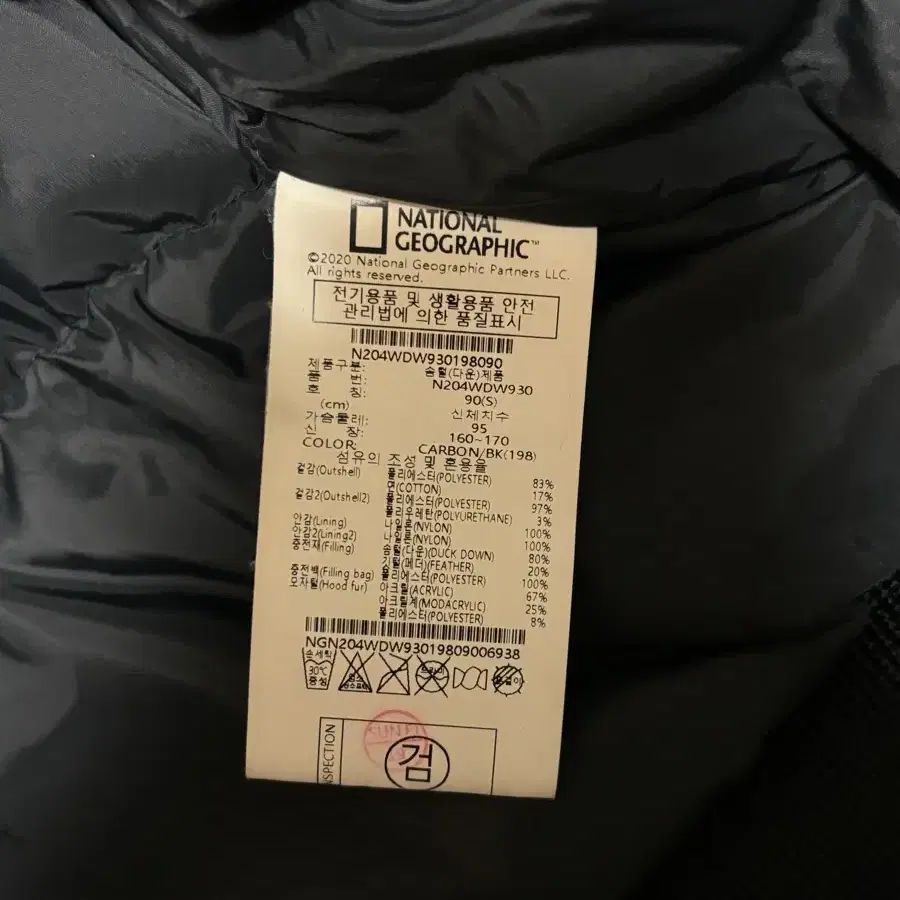 NATIONAL
GEOGRAPHIC™
©2020 National Geographic Partners LLC.
All rights reserved.
전기용품 및 생활용품 안전
관리법에 의한 품질표시
N204WDW930198090
제품구분: 솜털(다운)제품
품 번: N204WDW930
호 칭: 90(S)
(cm) 신체치수
가슴둘레: 95
신 장: 160~170
COLOR: CARBON/BK(198)
섬유의 조성 및 혼용율
겉감(Outshell) 폴리에스터(POLYESTER) 83%
면(COTTON) 17%
겉감2(Outshell2) 폴리에스터(POLYESTER) 97%
폴리우레탄(POLYURETHANE) 3%
안감(Lining) 나일론(NYLON) 100%
안감2(Lining2) 나일론(NYLON) 100%
충전재(Filling) 솜털(다운)(DUCK DOWN) 80%
깃털(페더)(FEATHER) 20%
충전백(Filling bag) 폴리에스터(POLYESTER) 100%
모자털(Hood fur) 아크릴(ACRYLIC) 67%
아크릴계(MODACRYLIC) 25%
폴리에스터(POLYESTER) 8%
NGN204WDW93019809006938
손세탁
30℃
중성
드라이
NSPECTION
검